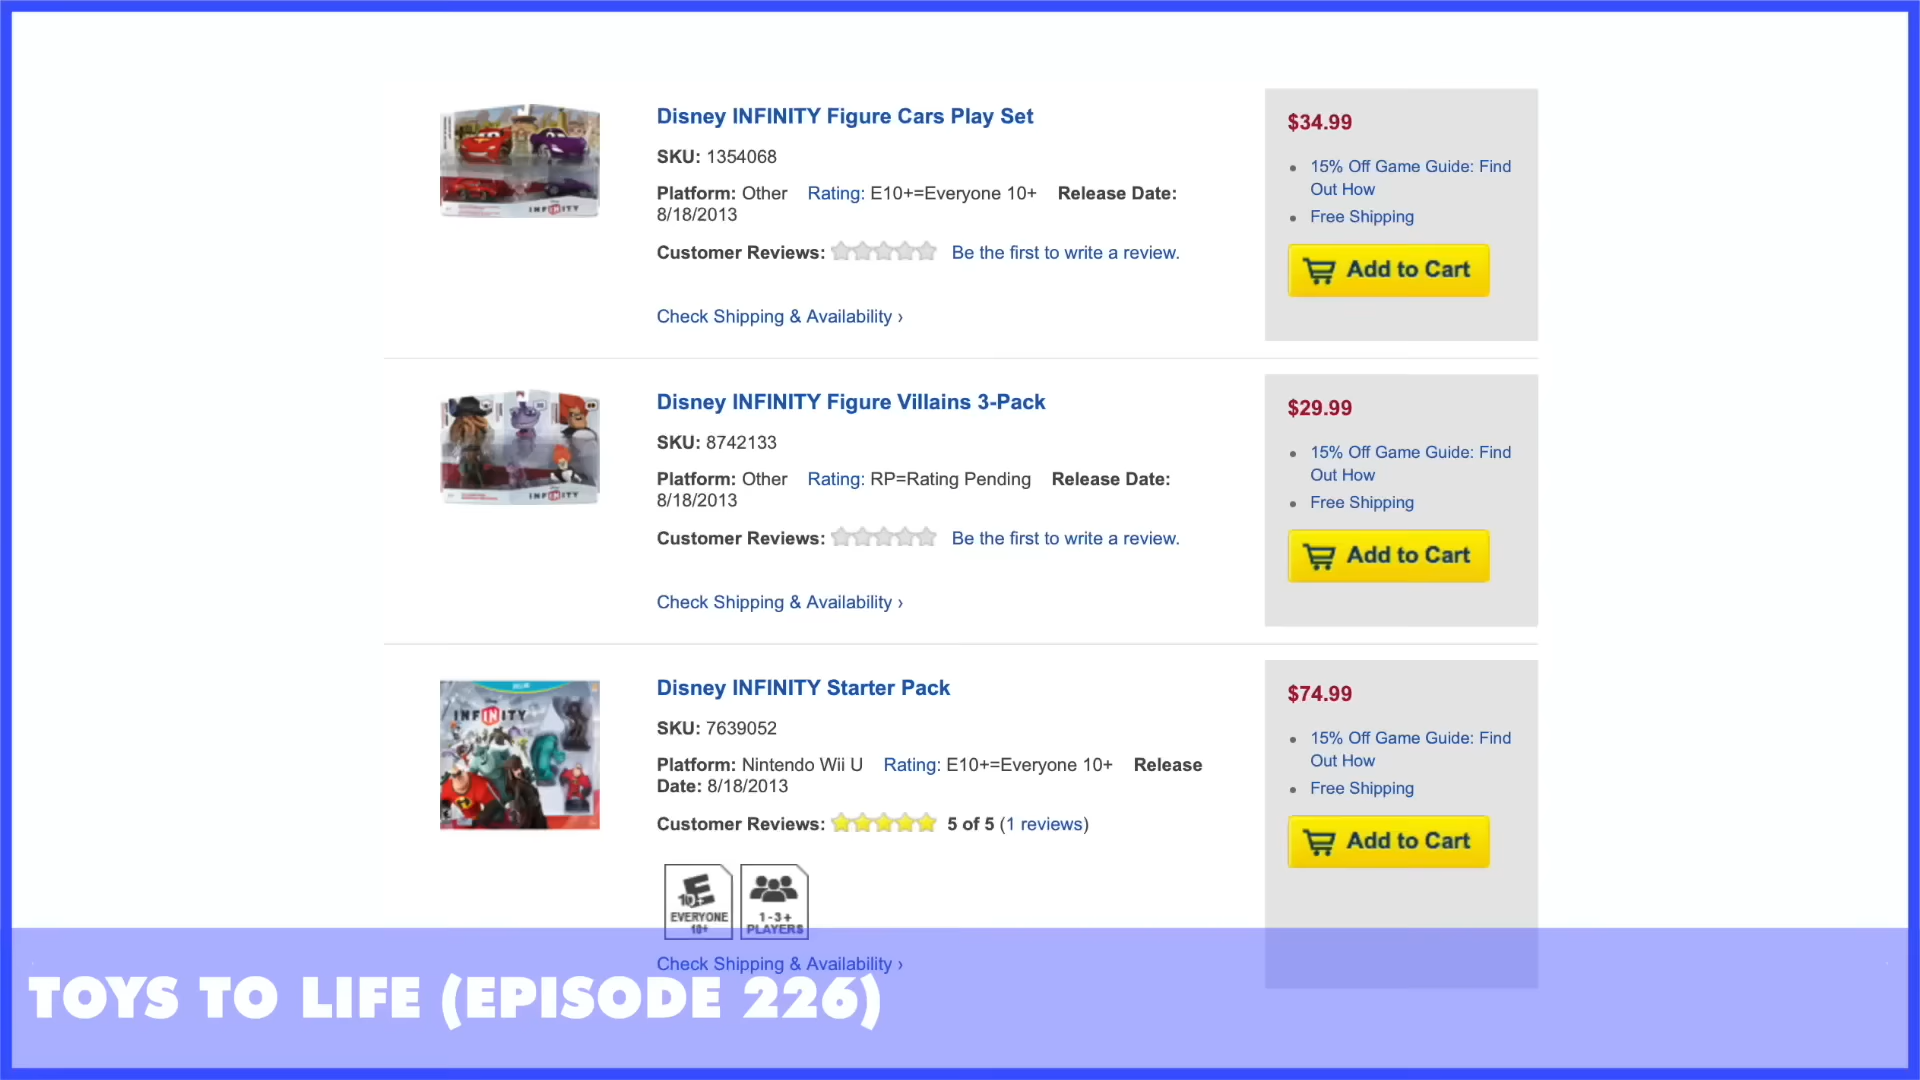 Disney INFINITY Figure Cars Play Set
SKU: 1354068
Platform: Other Rating: E10+=Everyone 10+ Release Date:
8/18/2013
Customer Reviews: Be the first to write a review.
Check Shipping & Availability ›
$34.99
15% Off Game Guide: Find
Out How
Free Shipping
Add to Cart
INFINITY
Disney INFINITY Figure Villains 3-Pack
SKU: 8742133
Platform: Other Rating: RP=Rating Pending Release Date:
8/18/2013
Customer Reviews: Be the first to write a review.
Check Shipping & Availability ›
$29.99
15% Off Game Guide: Find
Out How
Free Shipping
Add to Cart
INFINITY
Disney INFINITY Starter Pack
SKU: 7639052
Platform: Nintendo Wii U Rating: E10+=Everyone 10+ Release
Date: 8/18/2013
Customer Reviews: 5 of 5 (1 reviews)
E 10+
EVERYONE
10+
1-3+
PLAYERS
Check Shipping & Availability ›
$74.99
15% Off Game Guide: Find
Out How
Free Shipping
Add to Cart
INFINITY
TOYS TO LIFE (EPISODE 226)